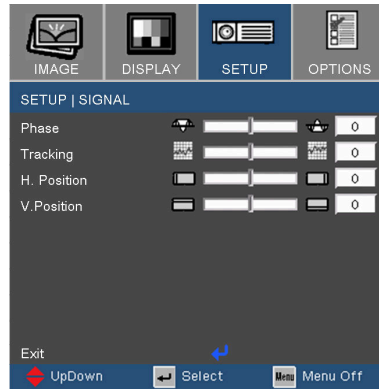 IMAGE DISPLAY SETUP OPTIONS
SETUP | SIGNAL
Phase 0
Tracking 0
H. Position 0
V.Position 0
Exit
UpDown Select Menu Menu Off